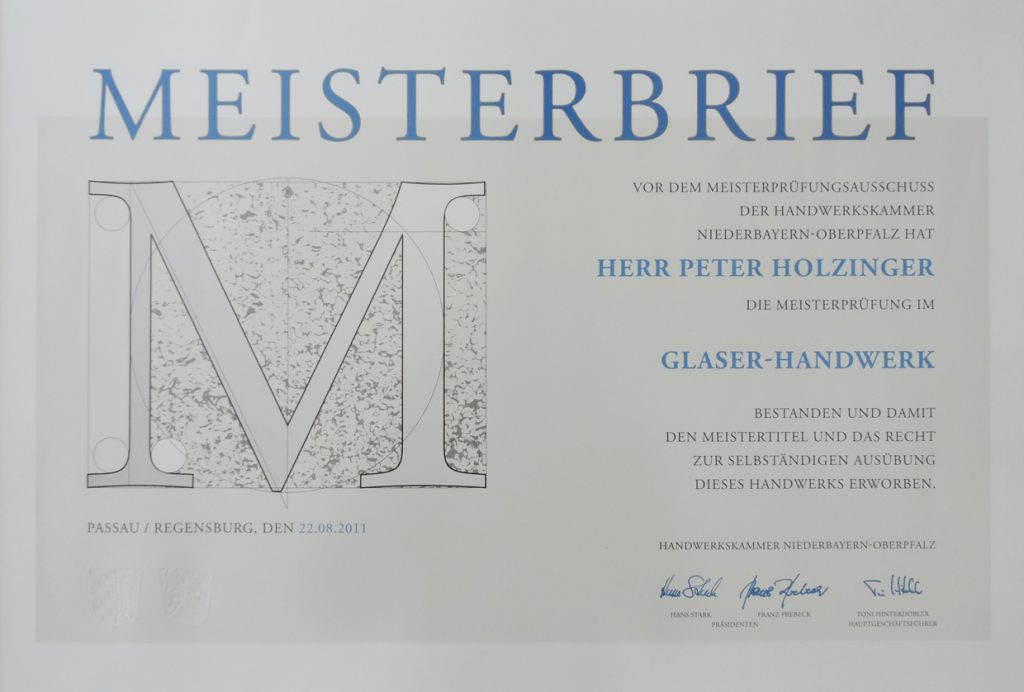 MEISTERBRIEF
VOR DEM MEISTERPRÜFUNGSAUSSCHUSS
DER HANDWERKSKAMMER
NIEDERBAYERN-OBERPFALZ HAT
HERR PETER HOLZINGER
DIE MEISTERPRÜFUNG IM
GLASER-HANDWERK
BESTANDEN UND DAMIT
DEN MEISTERTITEL UND DAS RECHT
ZUR SELBSTÄNDIGEN AUSÜBUNG
DIESES HANDWERKS ERWORBEN.
M
PASSAU / REGENSBURG, DEN 22.08.2011
HANDWERKSKAMMER NIEDERBAYERN-OBERPFALZ
HANS STARK FRANZ PREBECK TONI HINTERDOBLER
PRÄSIDENTEN HAUPTGESCHÄFTSFÜHRER